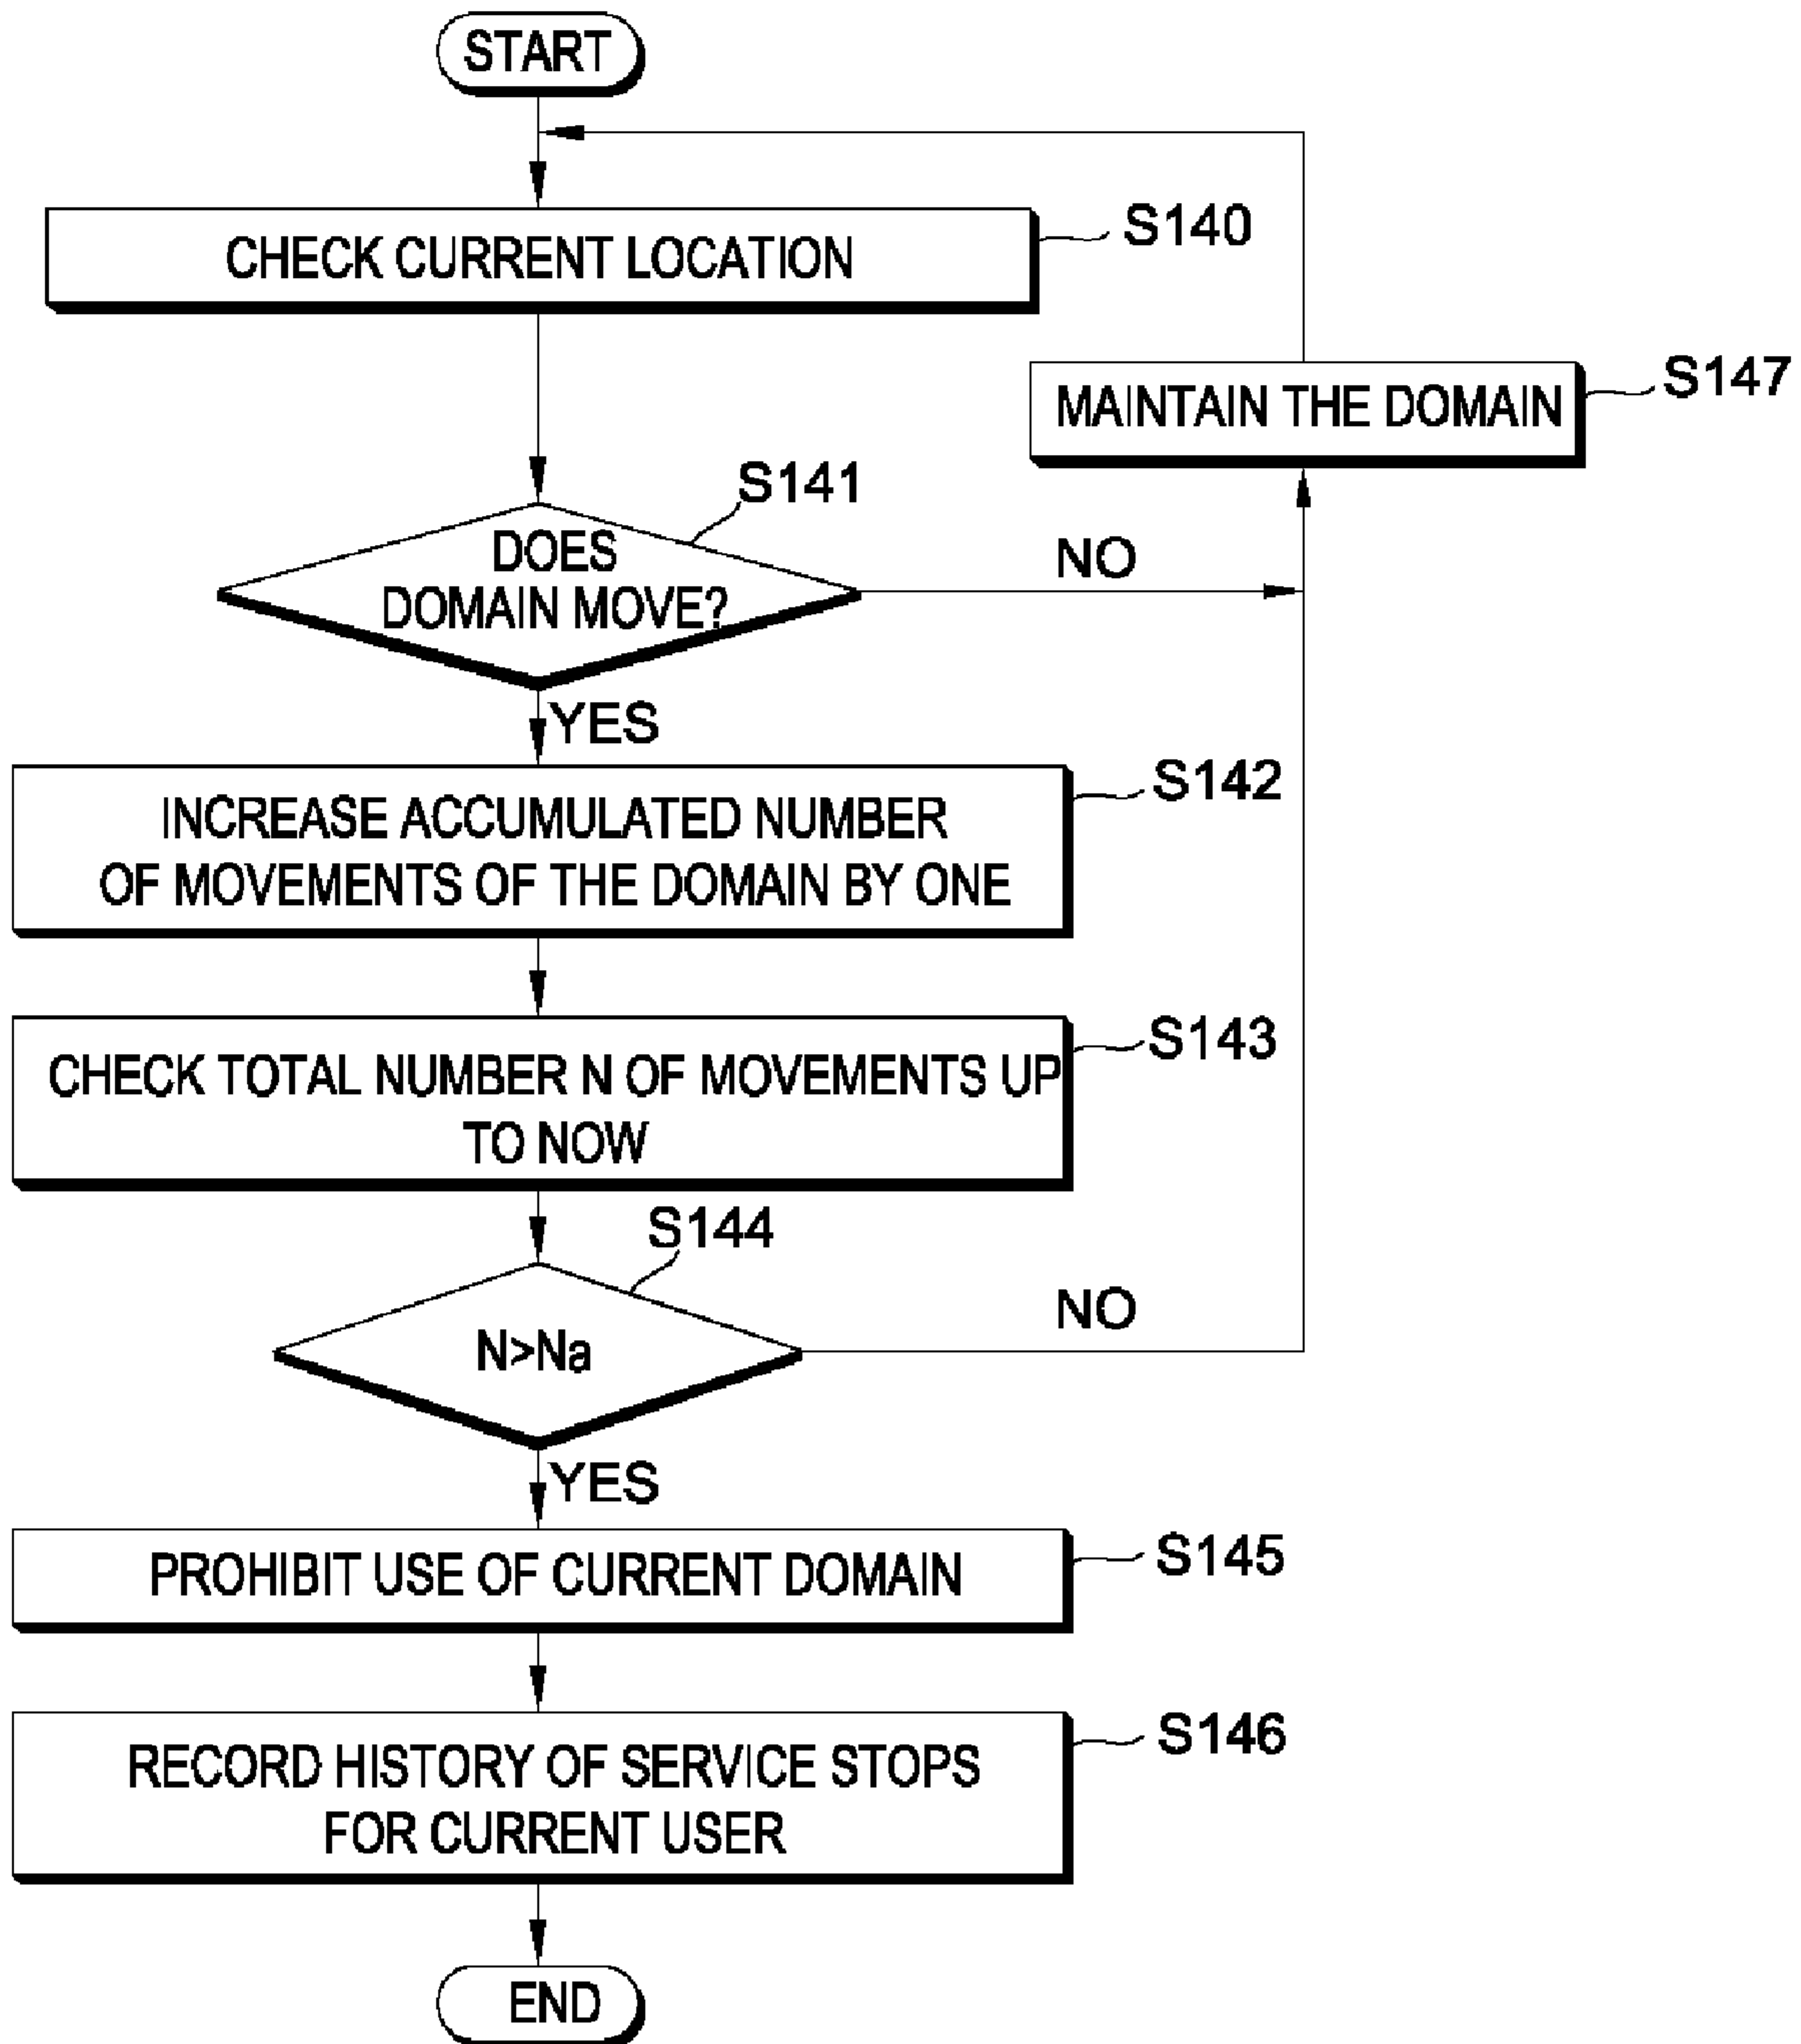 START
CHECK CURRENT LOCATION
S140
MAINTAIN THE DOMAIN
S147
S141
DOES
DOMAIN MOVE?
NO
YES
INCREASE ACCUMULATED NUMBER
OF MOVEMENTS OF THE DOMAIN BY ONE
S142
CHECK TOTAL NUMBER N OF MOVEMENTS UP
TO NOW
S143
S144
N>Na
NO
YES
PROHIBIT USE OF CURRENT DOMAIN
S145
RECORD HISTORY OF SERVICE STOPS
FOR CURRENT USER
S146
END